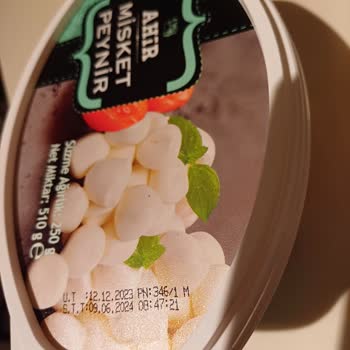 AHIR
MİSKET
PEYNİR
Süzme Ağırlık: 250 g
Net Miktar: 510 g e
U.T :12.12.2023 PN:346/1 M
S.T.T:09.06.2024 08:47:21